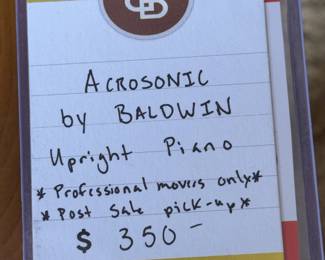 ACROSONIC
by BALDWIN
Upright Piano
* Professional movers only *
* Post Sale pick-up *
$ 350 -